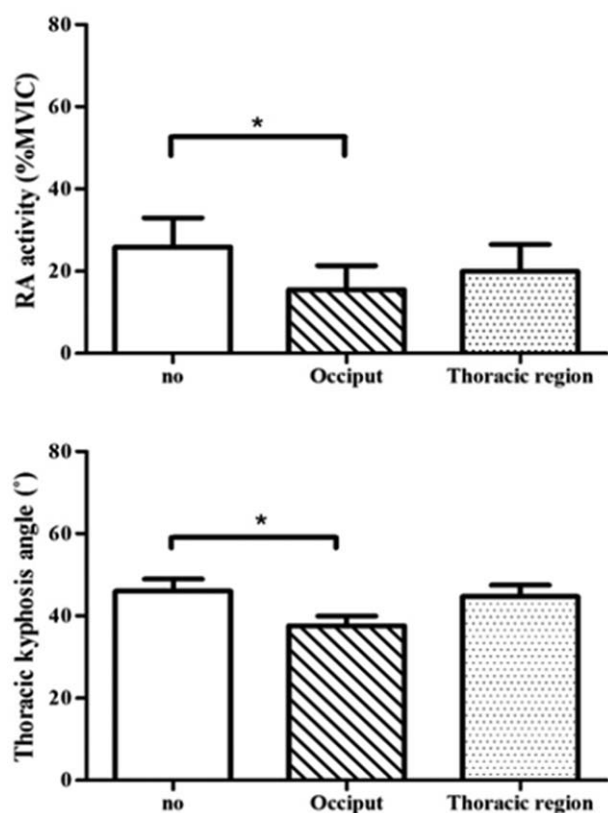 RA activity (%MVIC)
80
60
40
20
0
*
no
Occiput
Thoracic region
Thoracic kyphosis angle (°)
80
60
40
20
0
*
no
Occiput
Thoracic region